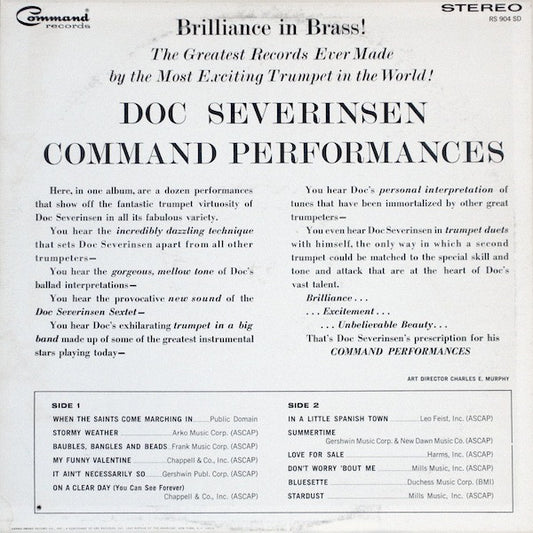 Command
records
STEREO
RS 904 SD
Brilliance in Brass!
The Greatest Records Ever Made
by the Most Exciting Trumpet in the World!
DOC SEVERINSEN
COMMAND PERFORMANCES
Here, in one album, are a dozen performances
that show off the fantastic trumpet virtuosity of
Doc Severinsen in all its fabulous variety.
You hear the incredibly dazzling technique
that sets Doc Severinsen apart from all other
trumpeters—
You hear the gorgeous, mellow tone of Doc's
ballad interpretations—
You hear the provocative new sound of the
Doc Severinsen Sextet—
You hear Doc's exhilarating trumpet in a big
band made up of some of the greatest instrumental
stars playing today—
You hear Doc's personal interpretation of
tunes that have been immortalized by other great
trumpeters—
You even hear Doc Severinsen in trumpet duets
with himself, the only way in which a second
trumpet could be matched to the special skill and
tone and attack that are at the heart of Doc's
vast talent.
Brilliance . . .
. . . Excitement . . .
. . . Unbelievable Beauty . . .
That's Doc Severinsen's prescription for his
COMMAND PERFORMANCES
ART DIRECTOR CHARLES E. MURPHY
SIDE 1
WHEN THE SAINTS COME MARCHING IN Public Domain
STORMY WEATHER Arko Music Corp. (ASCAP)
BAUBLES, BANGLES AND BEADS Frank Music Corp. (ASCAP)
MY FUNNY VALENTINE Chappell & Co., Inc. (ASCAP)
IT AIN'T NECESSARILY SO Gershwin Publ. Corp. (ASCAP)
ON A CLEAR DAY (You Can See Forever)
Chappell & Co., Inc. (ASCAP)
SIDE 2
IN A LITTLE SPANISH TOWN Leo Feist, Inc. (ASCAP)
SUMMERTIME
Gershwin Music Corp. & New Dawn Music Co. (ASCAP)
LOVE FOR SALE Harms, Inc. (ASCAP)
DON'T WORRY 'BOUT ME Mills Music, Inc. (ASCAP)
BLUESETTE Duchess Music Corp. (BMI)
STARDUST Mills Music, Inc. (ASCAP)